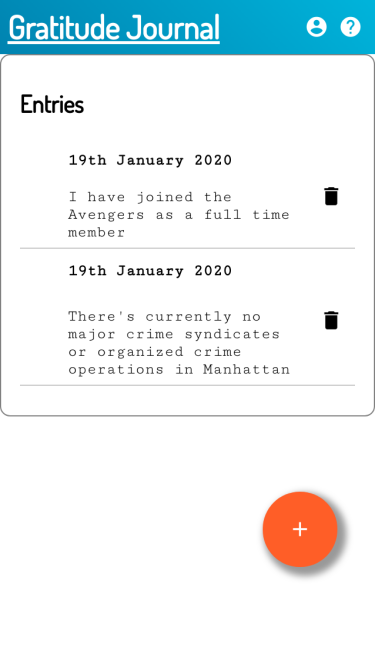 Gratitude Journal
Entries
19th January 2020
I have joined the
Avengers as a full time
member
19th January 2020
There's currently no
major crime syndicates
or organized crime
operations in Manhattan